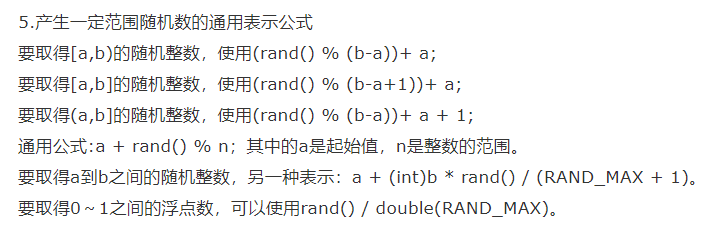 5.产生一定范围随机数的通用表示公式
要取得[a,b)的随机整数，使用(rand() % (b-a))+ a；
要取得[a,b]的随机整数，使用(rand() % (b-a+1))+ a；
要取得(a,b]的随机整数，使用(rand() % (b-a))+ a + 1；
通用公式:a + rand() % n；其中的a是起始值，n是整数的范围。
要取得a到b之间的随机整数，另一种表示：a + (int)b * rand() / (RAND_MAX + 1)。
要取得0～1之间的浮点数，可以使用rand() / double(RAND_MAX)。